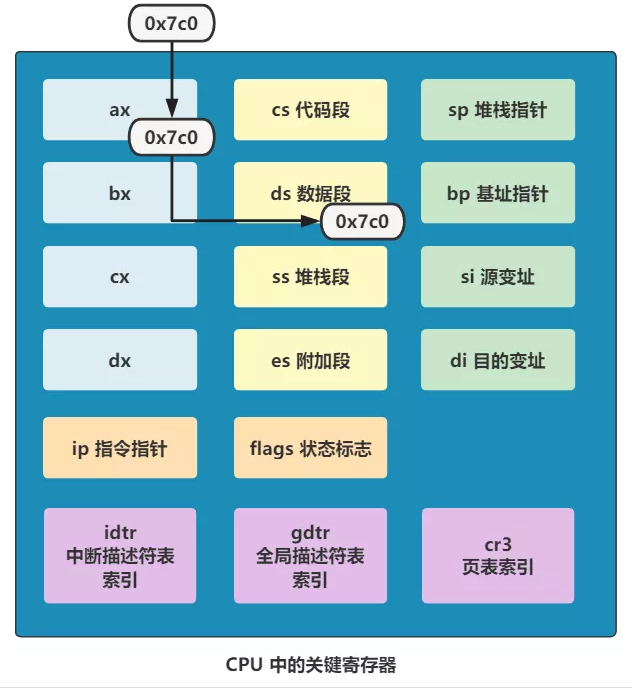 0x7c0
ax
cs 代码段
sp 堆栈指针
0x7c0
bx
ds 数据段
bp 基址指针
0x7c0
cx
ss 堆栈段
si 源变址
dx
es 附加段
di 目的变址
ip 指令指针
flags 状态标志
idtr
中断描述符表
索引
gdtr
全局描述符表
索引
cr3
页表索引
CPU 中的关键寄存器